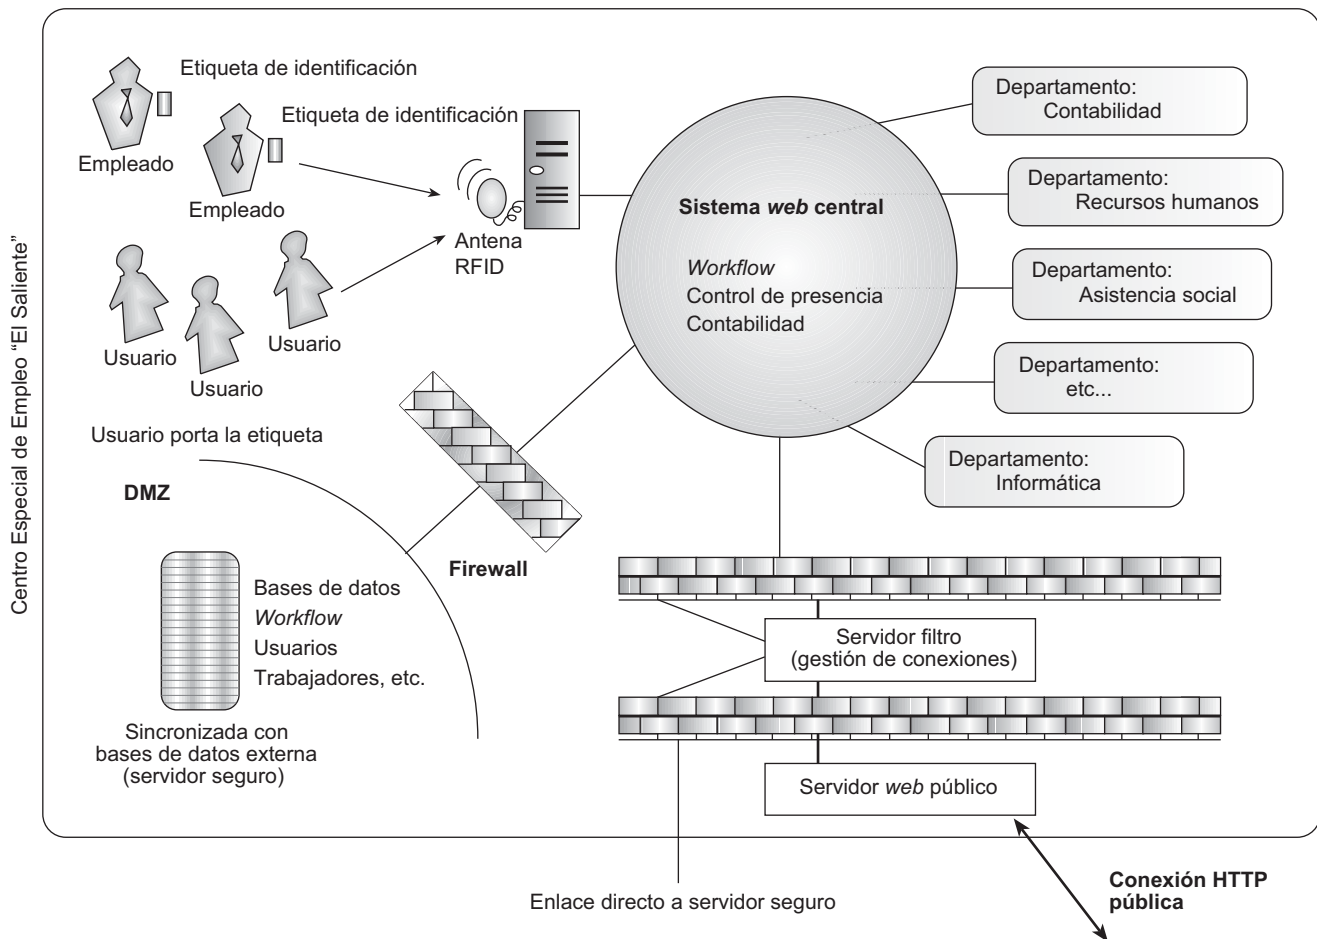 Centro Especial de Empleo “El Saliente”
Etiqueta de identificación
Etiqueta de identificación
Empleado
Empleado
Antena
RFID
Usuario
Usuario
Usuario
Usuario porta la etiqueta
Sistema web central
Workflow
Control de presencia
Contabilidad
Departamento:
Contabilidad
Departamento:
Recursos humanos
Departamento:
Asistencia social
Departamento:
etc...
Departamento:
Informática
DMZ
Firewall
Bases de datos
Workflow
Usuarios
Trabajadores, etc.
Sincronizada con
bases de datos externa
(servidor seguro)
Servidor filtro
(gestión de conexiones)
Servidor web público
Enlace directo a servidor seguro
Conexión HTTP
pública